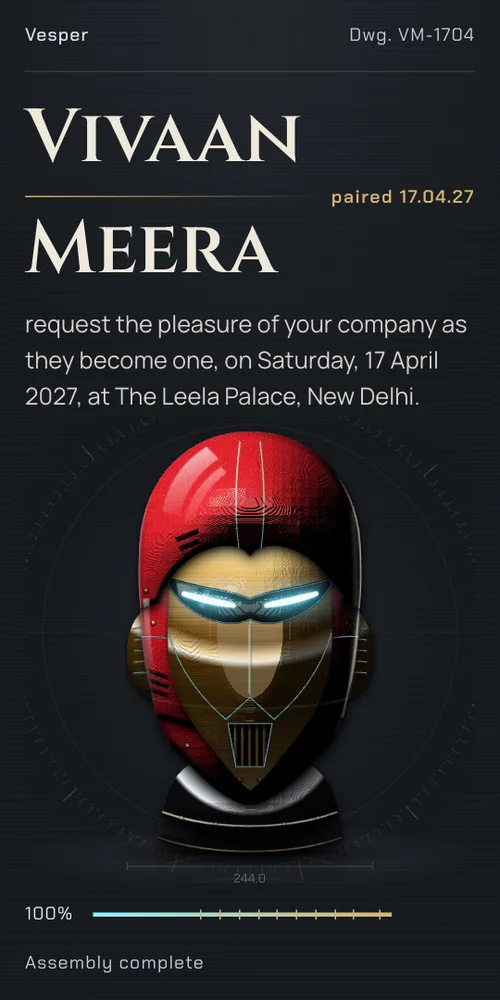 Vesper
Dwg. VM-1704
VIVAAN
paired 17.04.27
MEERA
request the pleasure of your company as
they become one, on Saturday, 17 April
2027, at The Leela Palace, New Delhi.
244.0
100%
Assembly complete